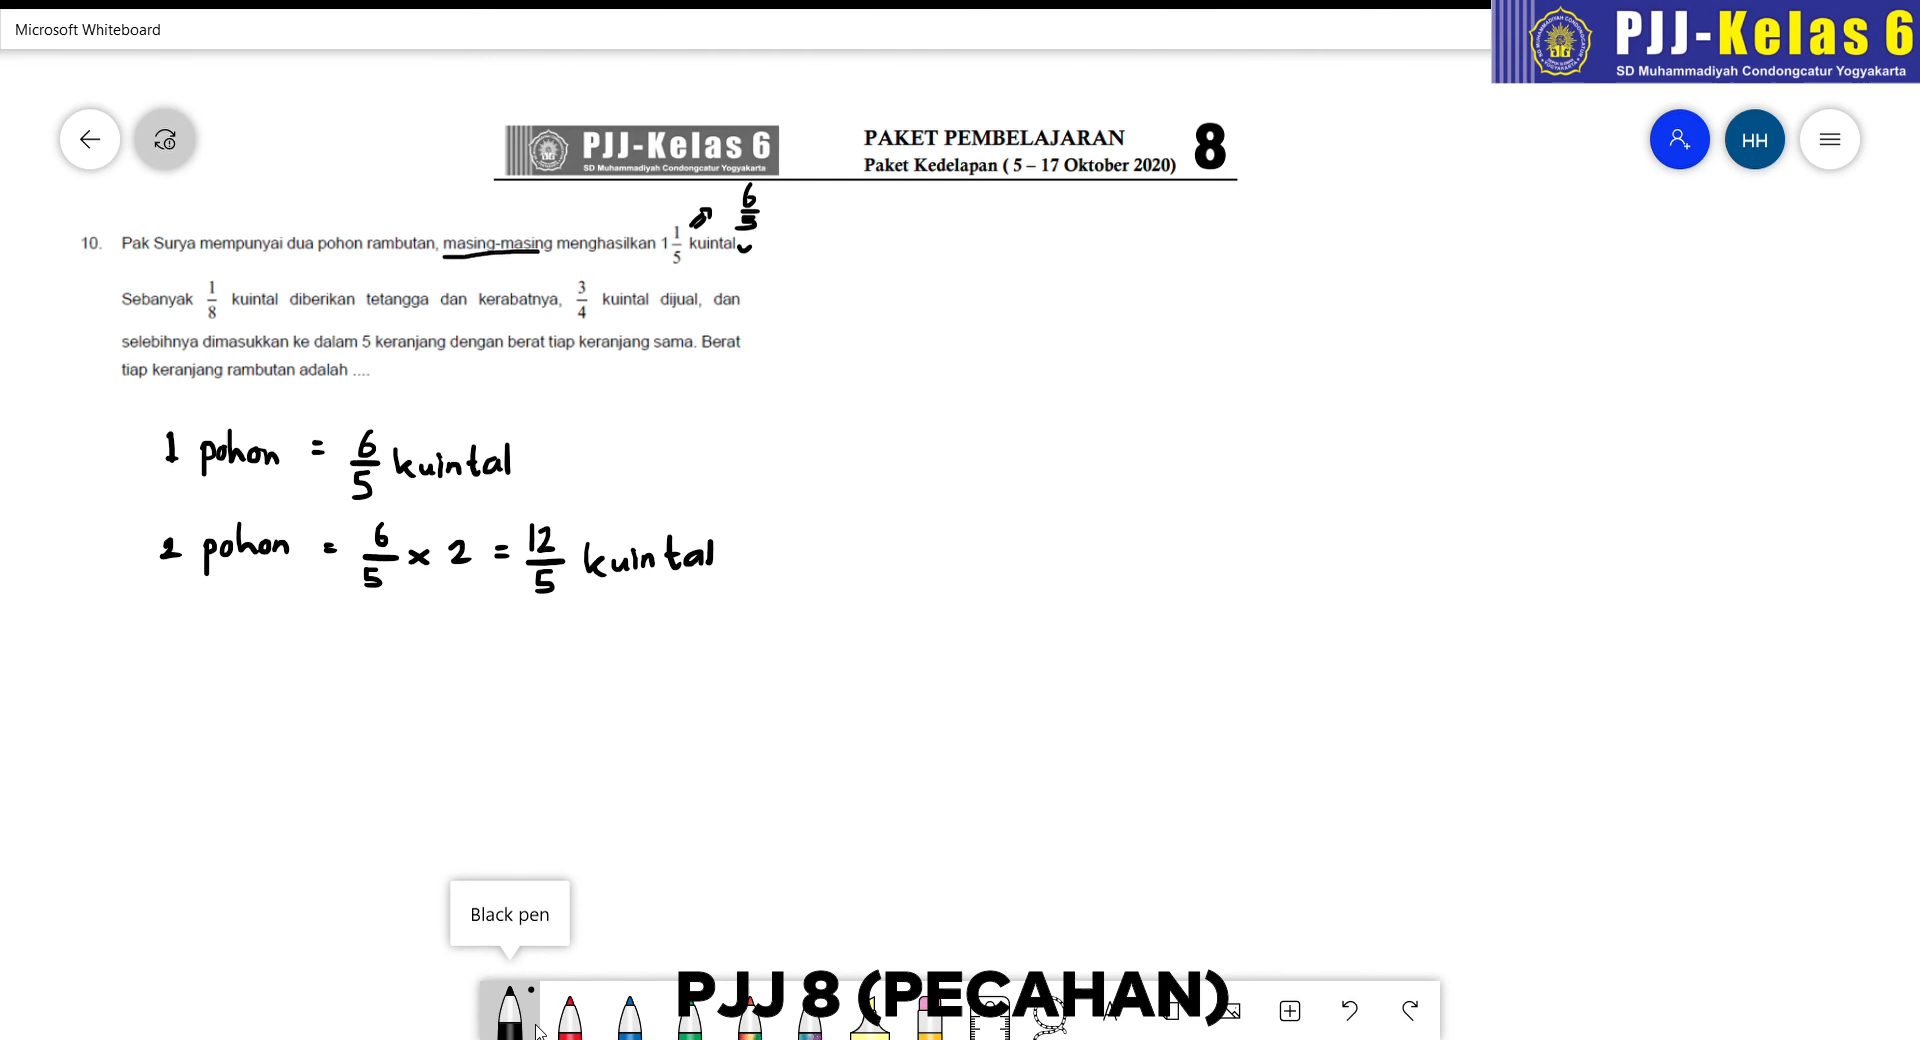 Microsoft Whiteboard
PJJ-Kelas 6
SD Muhammadiyah Condongcatur Yogyakarta
HH
PJJ-Kelas 6
SD Muhammadiyah Condongcatur Yogyakarta
PAKET PEMBELAJARAN 8
Paket Kedelapan ( 5 – 17 Oktober 2020)
6/5
10. Pak Surya mempunyai dua pohon rambutan, masing-masing menghasilkan 1 1/5 kuintal.
Sebanyak 1/8 kuintal diberikan tetangga dan kerabatnya, 3/4 kuintal dijual, dan
selebihnya dimasukkan ke dalam 5 keranjang dengan berat tiap keranjang sama. Berat
tiap keranjang rambutan adalah ....
1 pohon = 6/5 kuintal
2 pohon = 6/5 x 2 = 12/5 kuintal
Black pen
PJJ 8 (PECAHAN)